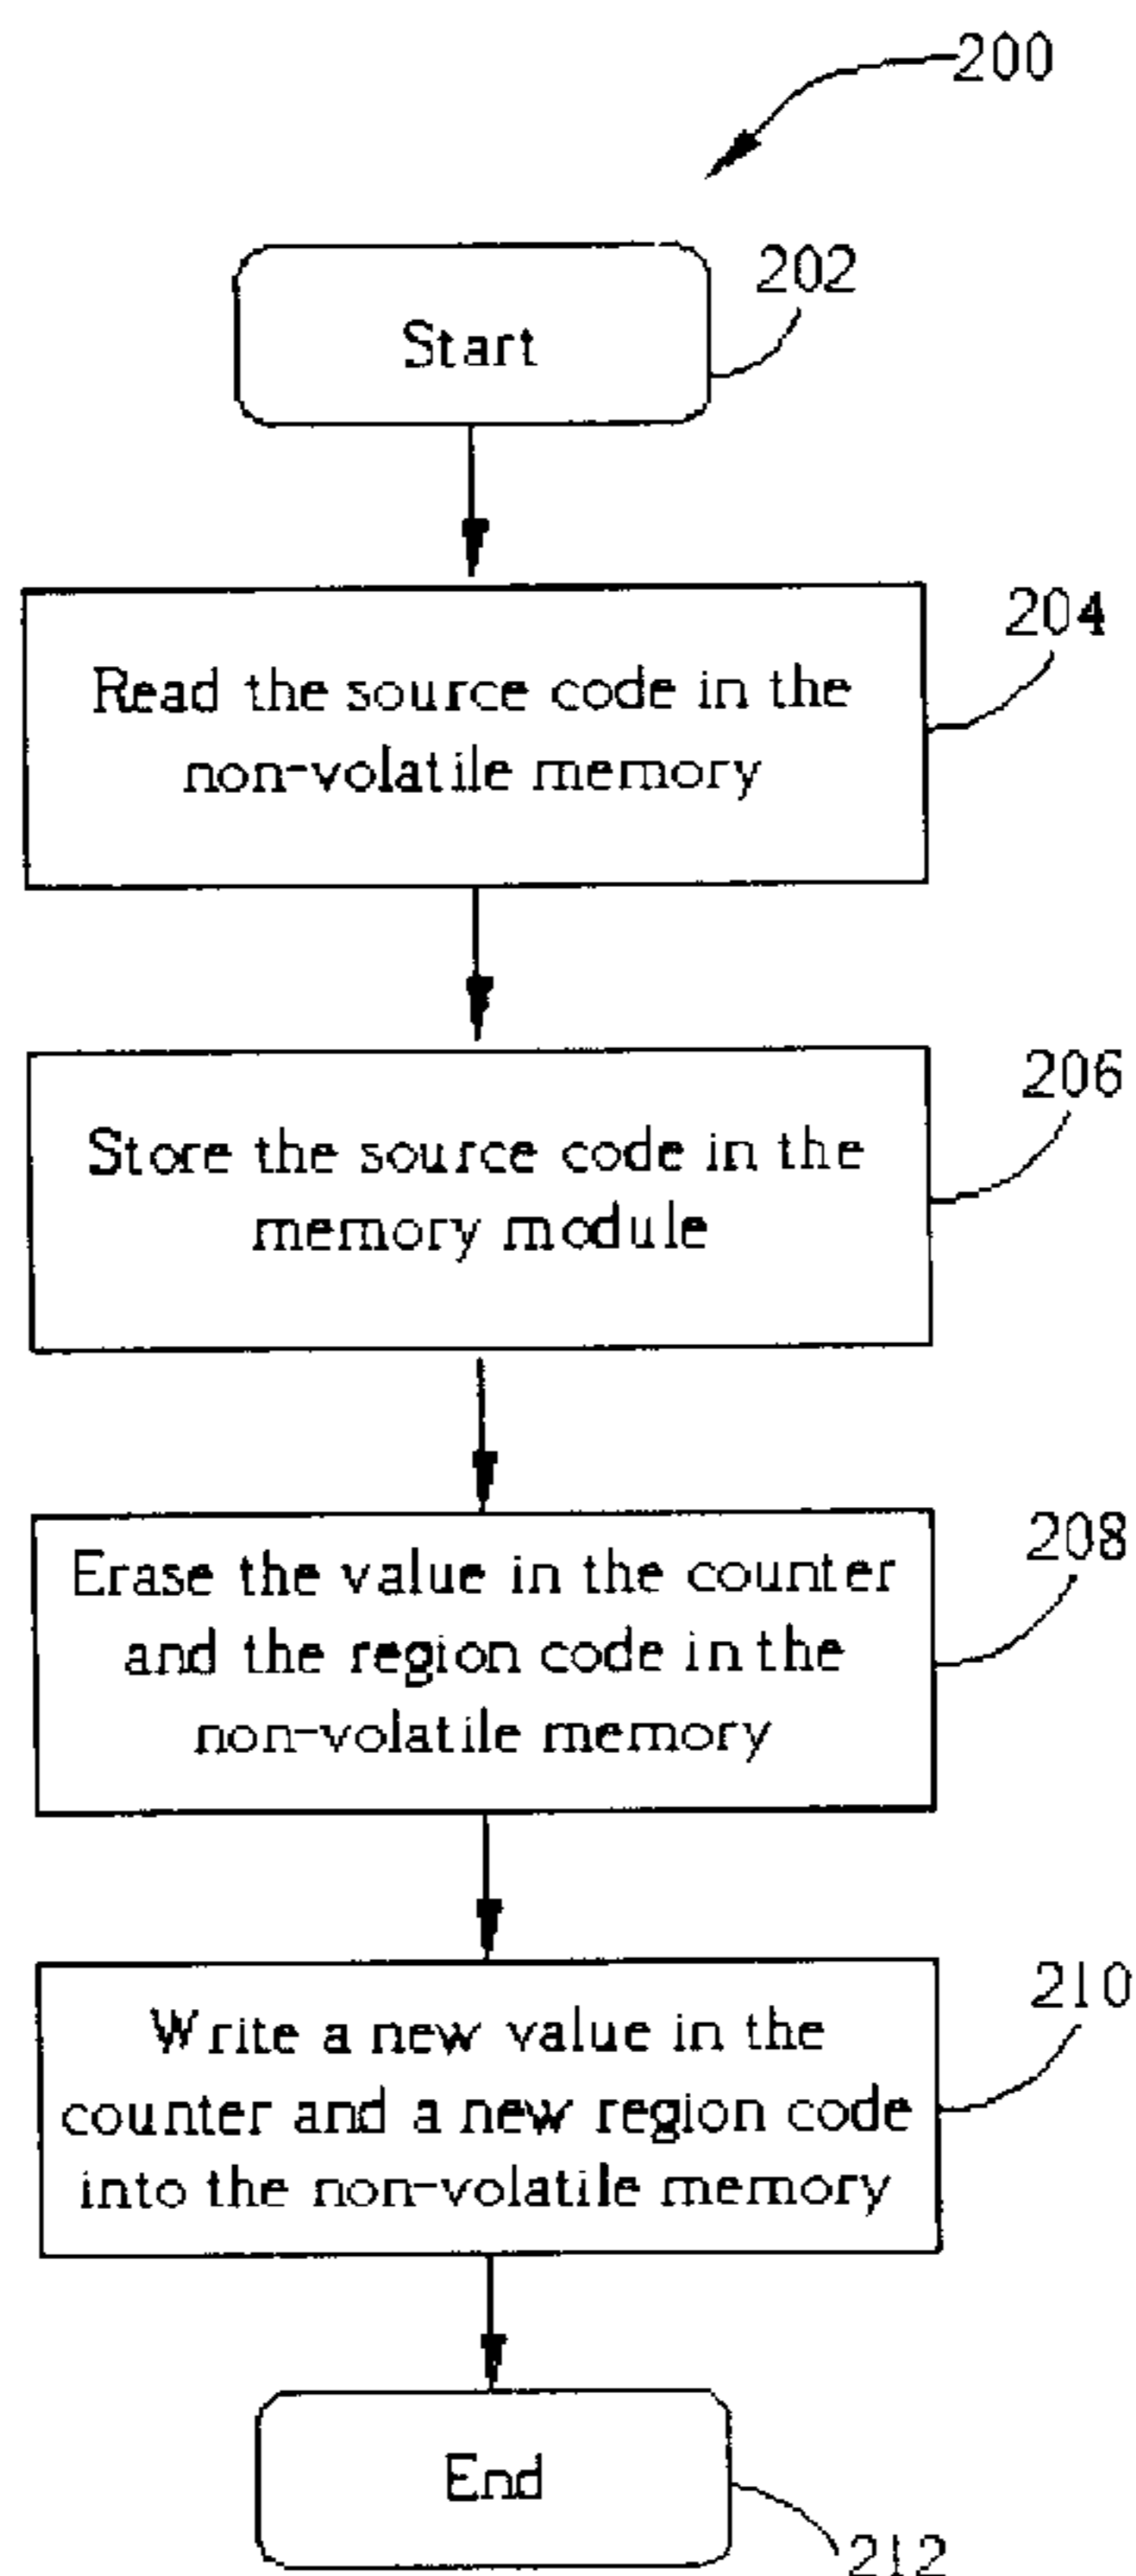 200
202
Start
204
Read the source code in the
non-volatile memory
206
Store the source code in the
memory module
208
Erase the value in the counter
and the region code in the
non-volatile memory
210
Write a new value in the
counter and a new region code
into the non-volatile memory
End
212